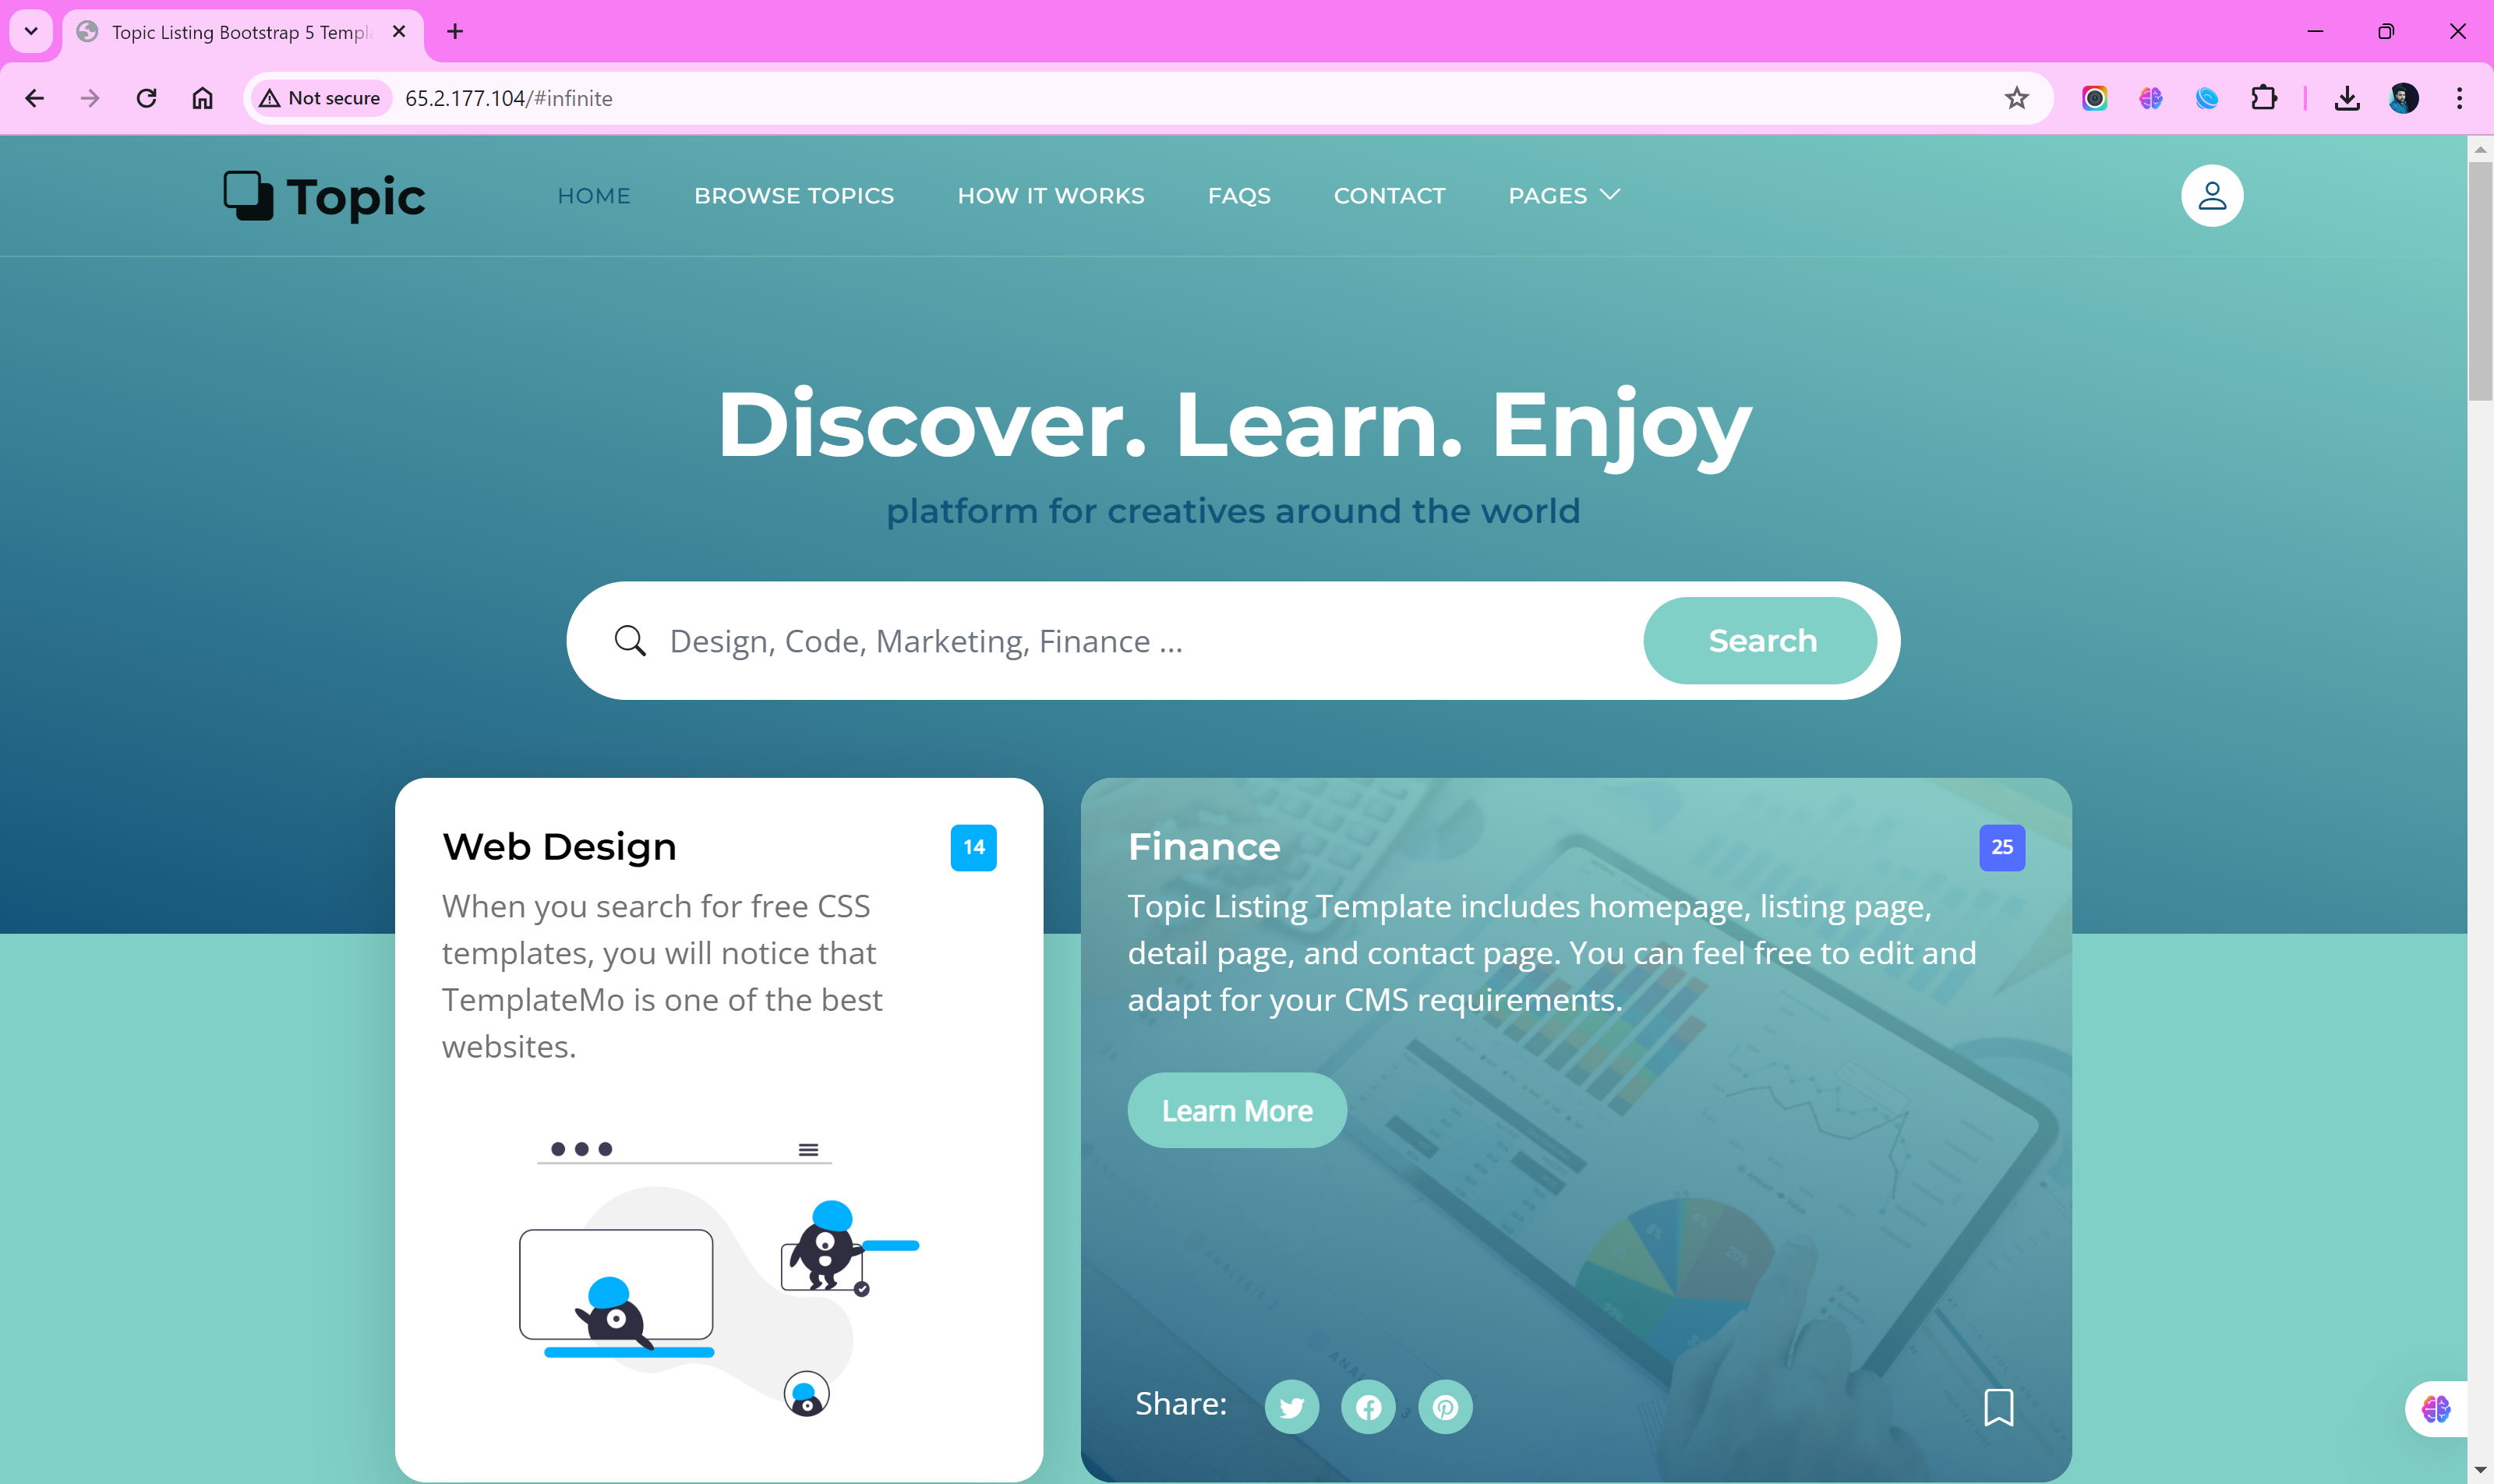 Topic Listing Bootstrap 5 Templ
Not secure
65.2.177.104/#infinite
Topic
HOME
BROWSE TOPICS
HOW IT WORKS
FAQS
CONTACT
PAGES
Discover. Learn. Enjoy
platform for creatives around the world
Design, Code, Marketing, Finance ...
Search
Web Design
14
When you search for free CSS
templates, you will notice that
TemplateMo is one of the best
websites.
Finance
25
Topic Listing Template includes homepage, listing page,
detail page, and contact page. You can feel free to edit and
adapt for your CMS requirements.
Learn More
20%
ANALYSIS 2
Share: